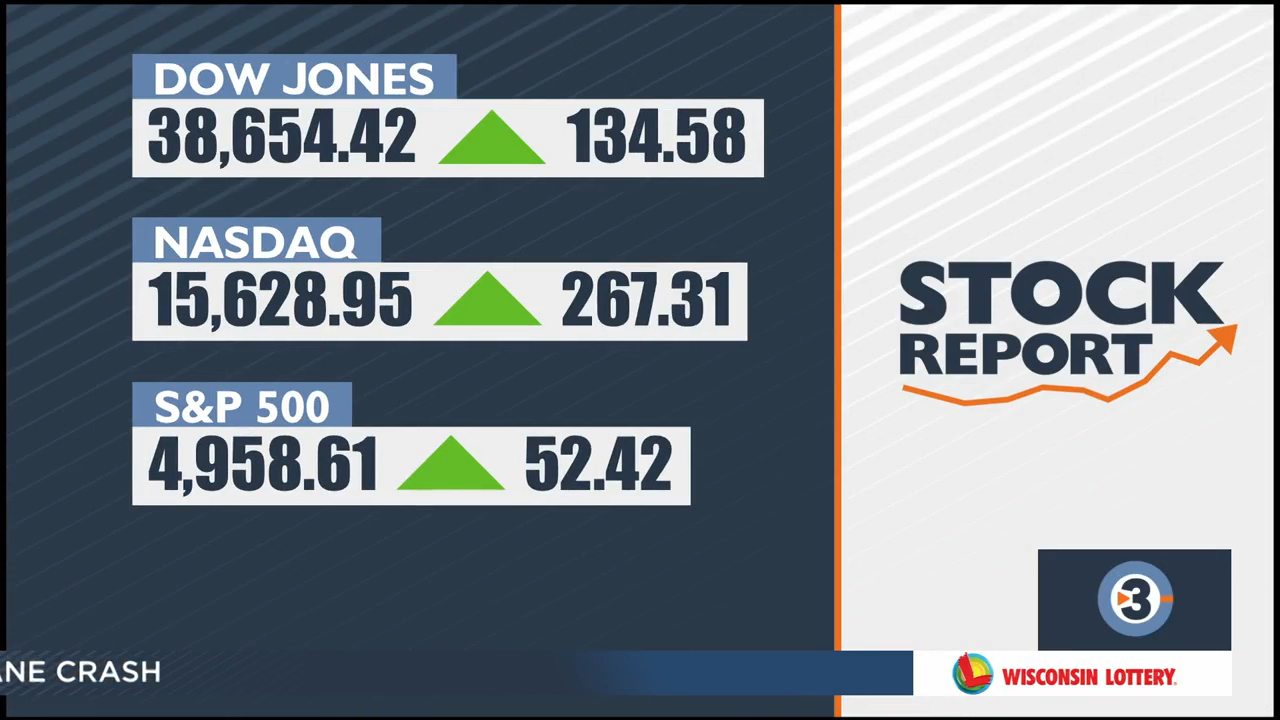 DOW JONES
38,654.42 134.58
NASDAQ
15,628.95 267.31
S&P 500
4,958.61 52.42
STOCK
REPORT
3
CRASH
WISCONSIN LOTTERY